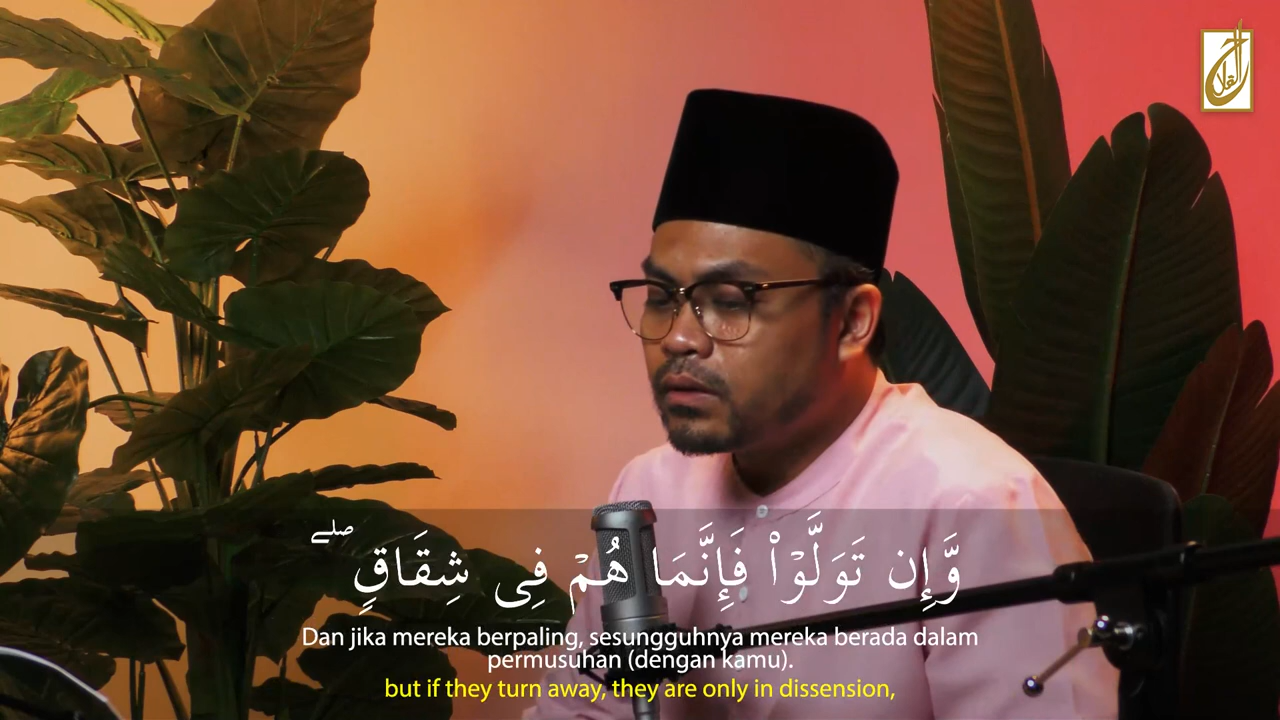 العلاج
وَّإِن تَوَلَّوْا۟ فَإِنَّمَا هُمْ فِى شِقَاقٍ ۖ
Dan jika mereka berpaling, sesungguhnya mereka berada dalam
permusuhan (dengan kamu).
but if they turn away, they are only in dissension,